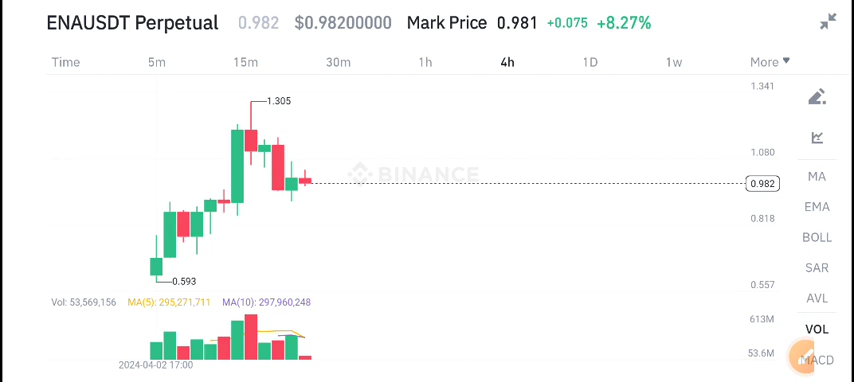 ENAUSDT Perpetual 0.982 $0.98200000 Mark Price 0.981 +0.075 +8.27%
Time 5m 15m 30m 1h 4h 1D 1w More
1.341
1.305
1.080
BINANCE
0.982
0.818
0.593
0.557
MA
EMA
BOLL
SAR
AVL
VOL
MACD
Vol: 53,569,156 MA(5): 295,271,711 MA(10): 297,960,248
613M
53.6M
2024-04-02 17:00